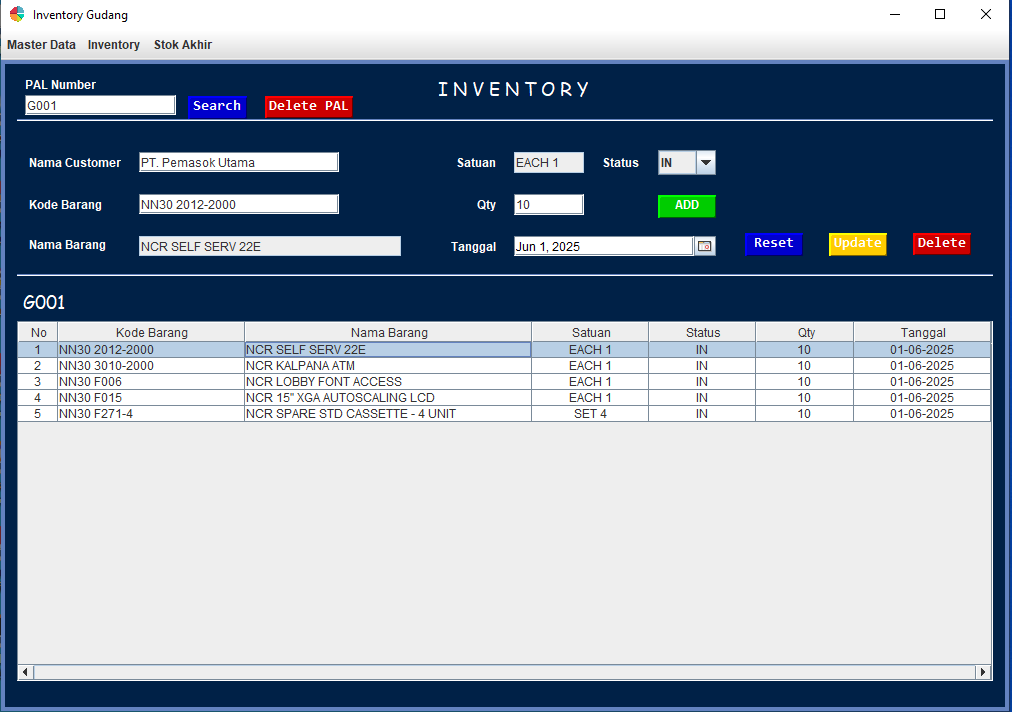 Inventory Gudang
Master Data Inventory Stok Akhir
PAL Number
INVENTORY
G001 Search Delete PAL
Nama Customer PT. Pemasok Utama Satuan EACH 1 Status IN
Kode Barang NN30 2012-2000 Qty 10 ADD
Nama Barang NCR SELF SERV 22E Tanggal Jun 1, 2025 Reset Update Delete
G001
No Kode Barang Nama Barang Satuan Status Qty Tanggal
1 NN30 2012-2000 NCR SELF SERV 22E EACH 1 IN 10 01-06-2025
2 NN30 3010-2000 NCR KALPANA ATM EACH 1 IN 10 01-06-2025
3 NN30 F006 NCR LOBBY FONT ACCESS EACH 1 IN 10 01-06-2025
4 NN30 F015 NCR 15" XGA AUTOSCALING LCD EACH 1 IN 10 01-06-2025
5 NN30 F271-4 NCR SPARE STD CASSETTE - 4 UNIT SET 4 IN 10 01-06-2025